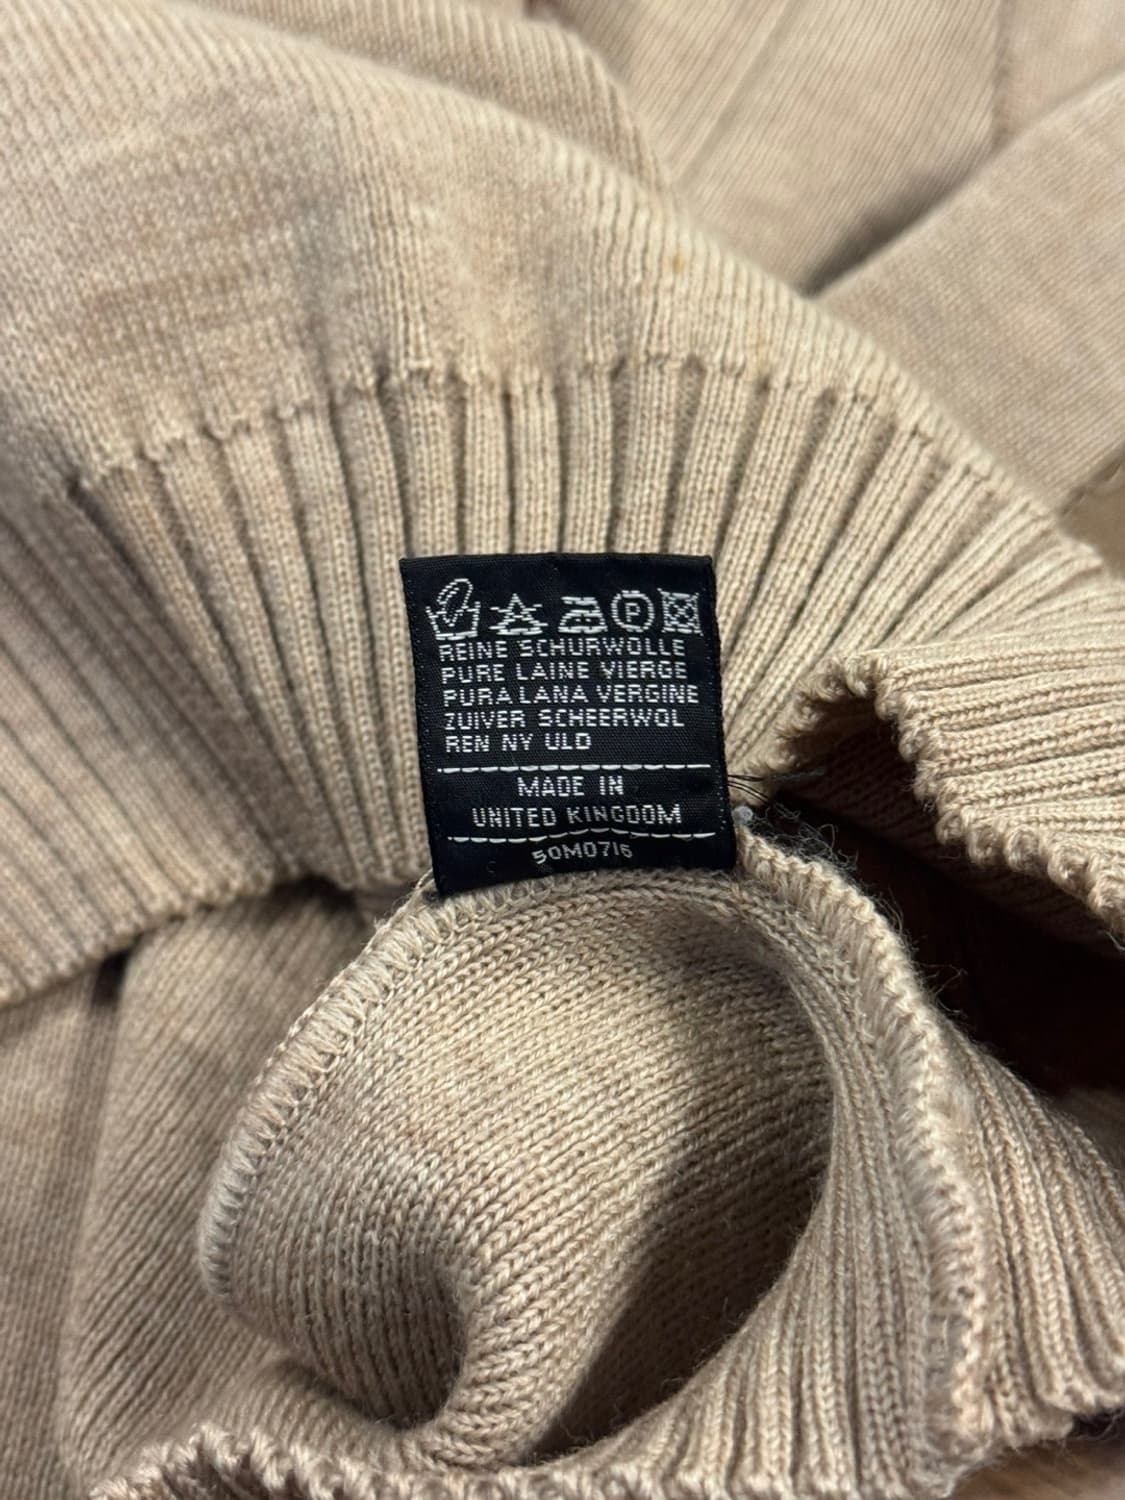 P
REINE SCHURWOLLE
PURE LAINE VIERGE
PURA LANA VERGINE
ZUIVER SCHEERWOL
REN NY ULD
MADE IN
UNITED KINGDOM
50M0716